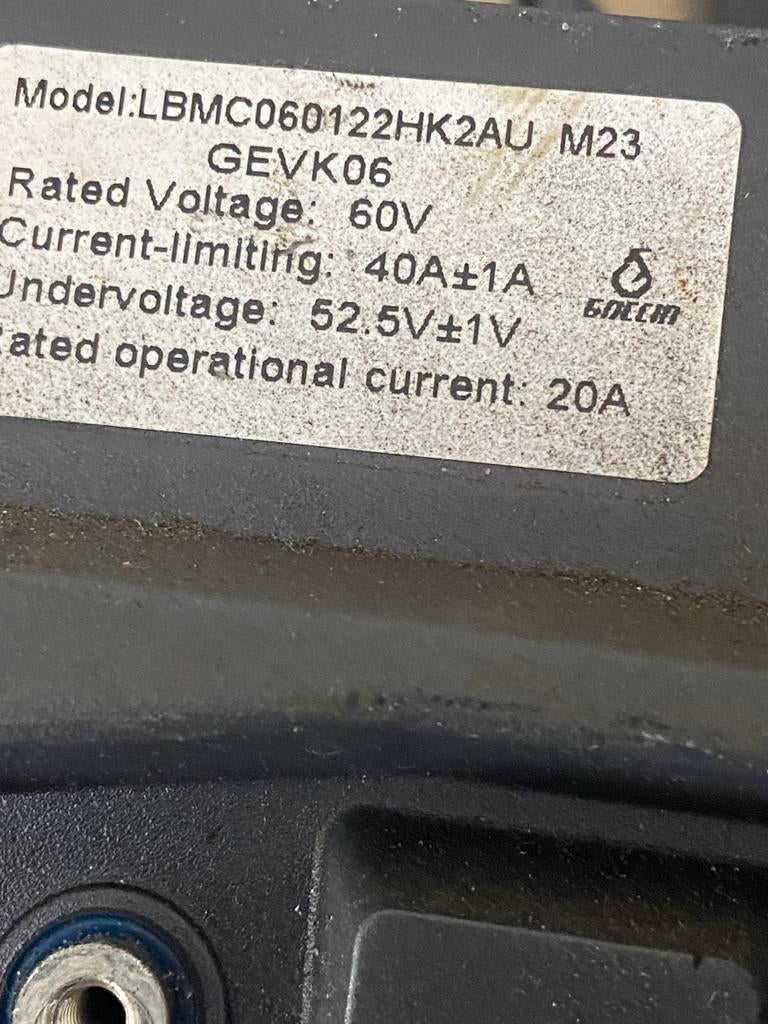 Model:LBMC060122HK2AU M23
GEVK06
Rated Voltage: 60V
Current-limiting: 40A±1A
Undervoltage: 52.5V±1V
ated operational current: 20A